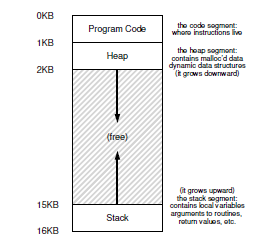 0KB
Program Code
the code segment:
where instructions live
1KB
Heap
the heap segment:
contains malloc'd data
dynamic data structures
(it grows downward)
2KB
(free)
(it grows upward)
the stack segment:
contains local variables
arguments to routines,
return values, etc.
15KB
Stack
16KB